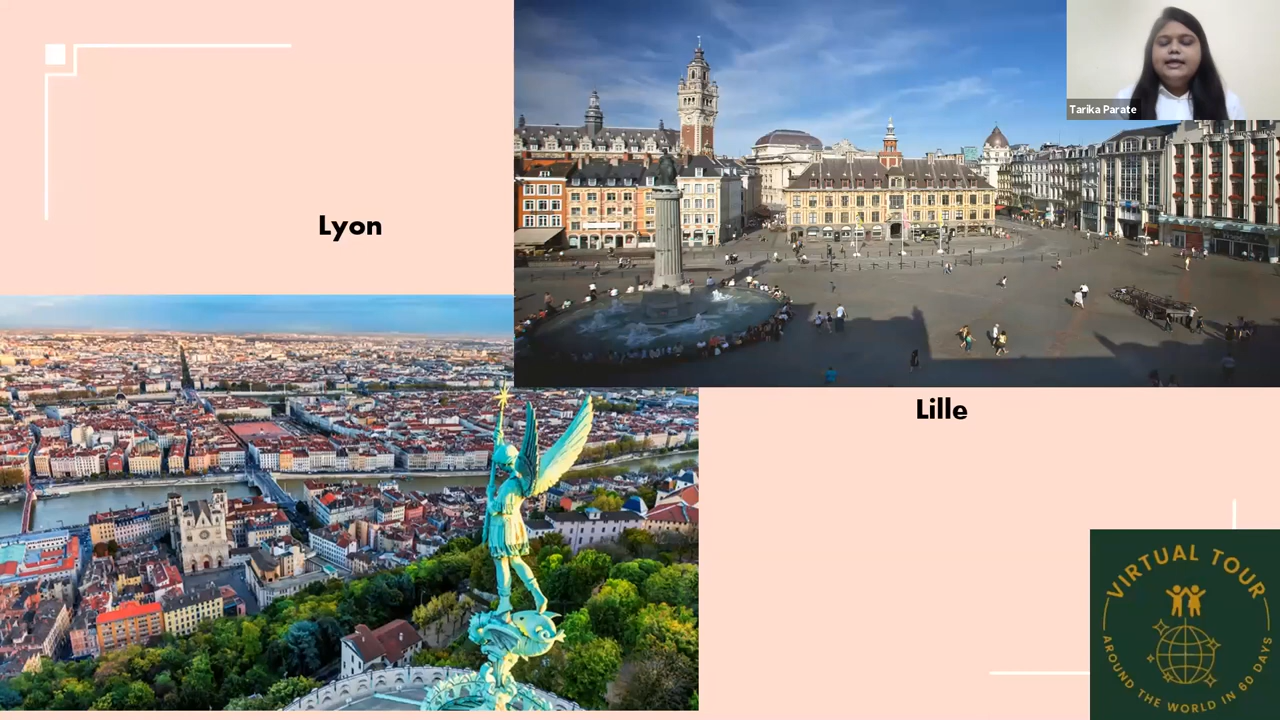 Tarika Parate
Lyon
Lille
VIRTUAL TOUR
AROUND THE WORLD IN 60 DAYS